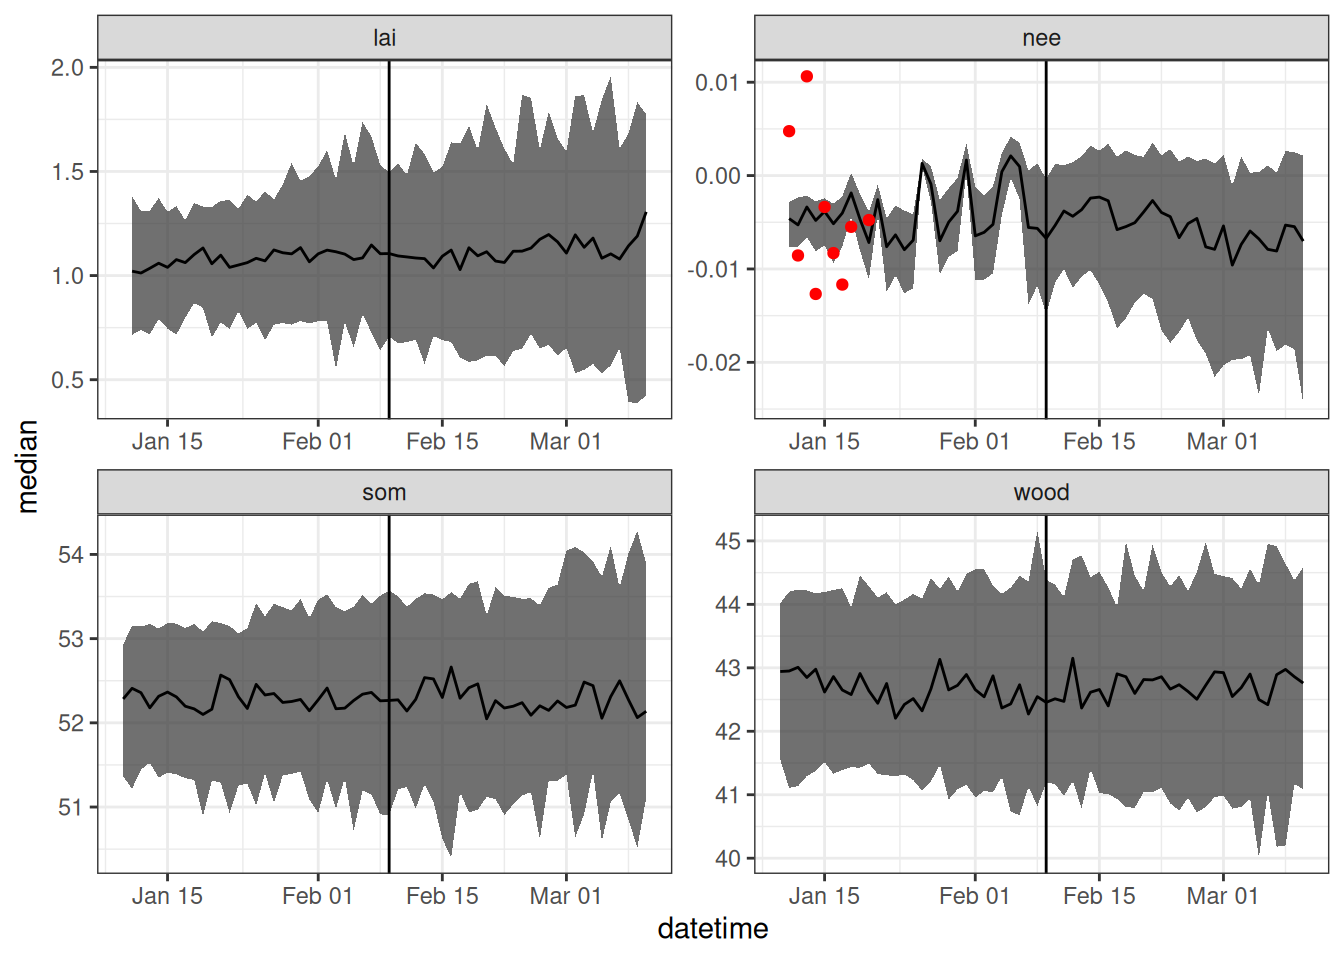 lai
nee
2.0
1.5
1.0
0.5
0.01
0.00
-0.01
-0.02
Jan 15 Feb 01 Feb 15 Mar 01
Jan 15 Feb 01 Feb 15 Mar 01
median
som
wood
54
53
52
51
45
44
43
42
41
40
Jan 15 Feb 01 Feb 15 Mar 01
Jan 15 Feb 01 Feb 15 Mar 01
datetime